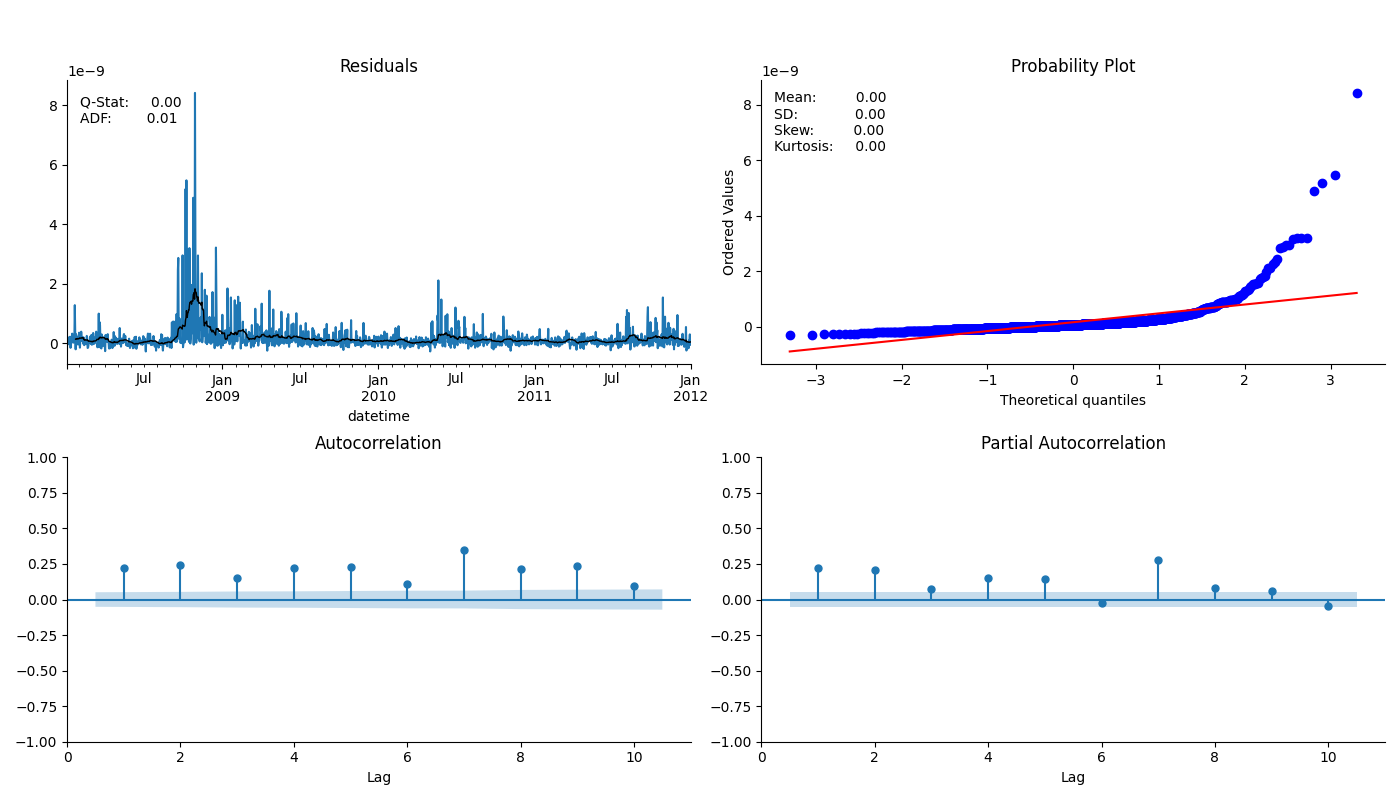 Residuals
1e−9
Q-Stat: 0.00
ADF: 0.01
8
6
4
2
0
Jul Jan Jul Jan Jul Jan Jul Jan
2009 2010 2011 2012
datetime
Probability Plot
1e−9
Mean: 0.00
SD: 0.00
Skew: 0.00
Kurtosis: 0.00
Ordered Values
8
6
4
2
0
−3 −2 −1 0 1 2 3
Theoretical quantiles
Autocorrelation
1.00
0.75
0.50
0.25
0.00
−0.25
−0.50
−0.75
−1.00
0 2 4 6 8 10
Lag
Partial Autocorrelation
1.00
0.75
0.50
0.25
0.00
−0.25
−0.50
−0.75
−1.00
0 2 4 6 8 10
Lag